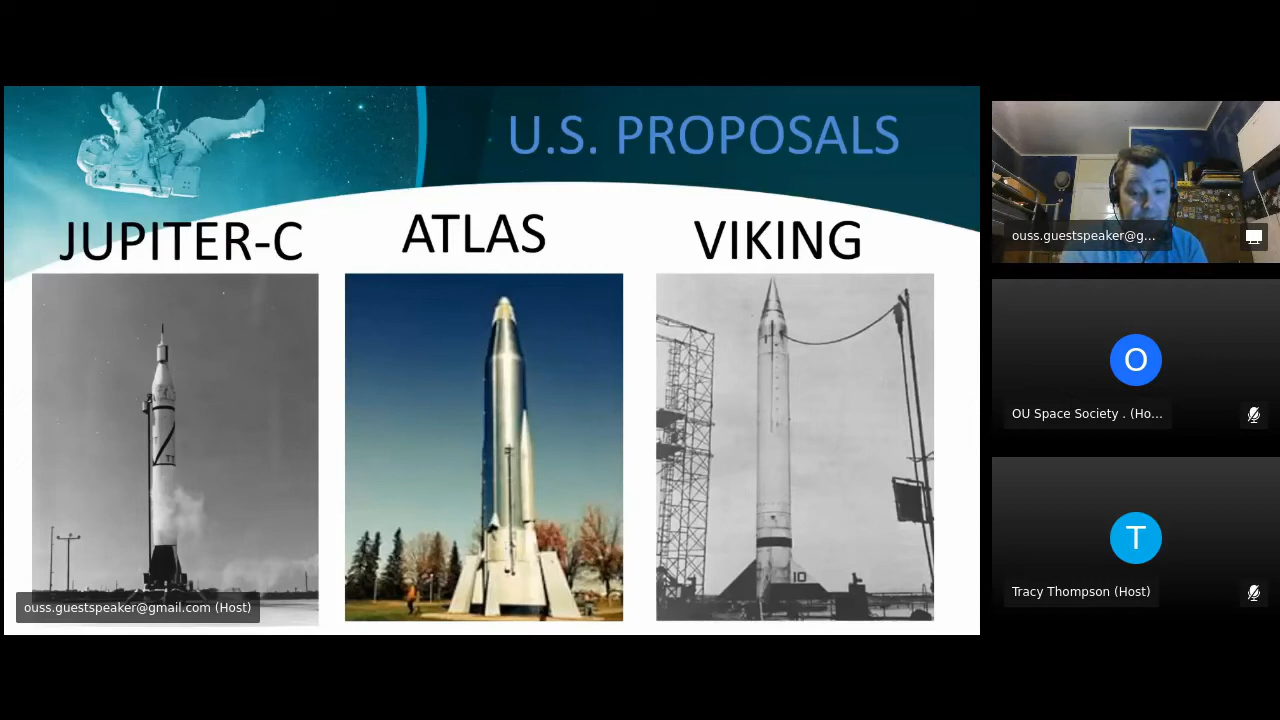 U.S. PROPOSALS
JUPITER-C
ATLAS
VIKING
10
ouss.guestspeaker@gmail.com (Host)
ouss.guestspeaker@g...
O
OU Space Society . (Ho...
T
Tracy Thompson (Host)